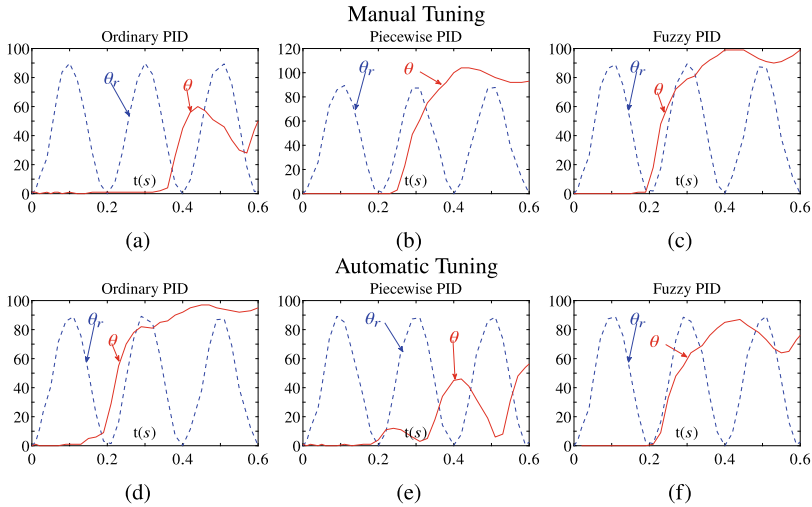 Manual Tuning
Ordinary PID
Piecewise PID
Fuzzy PID
100
80
60
40
20
0
θr
θ
t(s)
0 0.2 0.4 0.6
120
100
80
60
40
20
0
θr
θ
t(s)
0 0.2 0.4 0.6
100
80
60
40
20
0
θr
θ
t(s)
0 0.2 0.4 0.6
(a)
(b)
(c)
Automatic Tuning
Ordinary PID
Piecewise PID
Fuzzy PID
100
80
60
40
20
0
θr
θ
t(s)
0 0.2 0.4 0.6
100
80
60
40
20
0
θr
θ
t(s)
0 0.2 0.4 0.6
100
80
60
40
20
0
θr
θ
t(s)
0 0.2 0.4 0.6
(d)
(e)
(f)